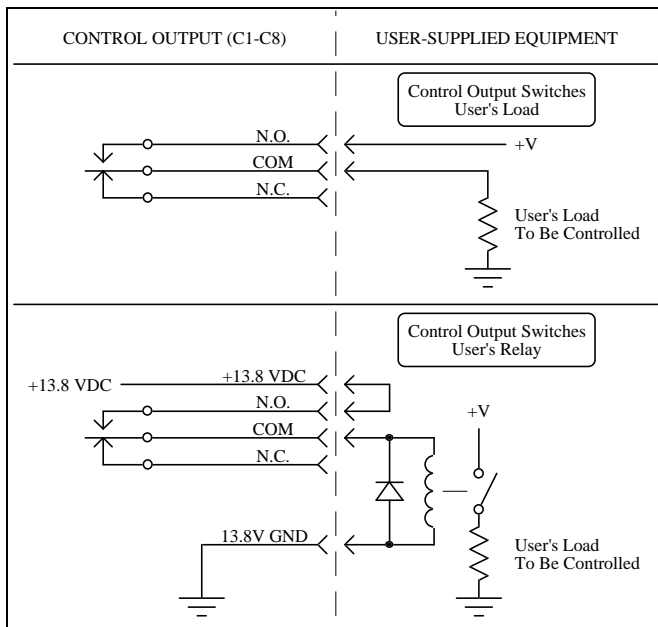 CONTROL OUTPUT (C1-C8)
USER-SUPPLIED EQUIPMENT
Control Output Switches
User's Load
N.O.
+V
COM
N.C.
User's Load
To Be Controlled
Control Output Switches
User's Relay
+13.8 VDC
+13.8 VDC
N.O.
+V
COM
N.C.
13.8V GND
User's Load
To Be Controlled